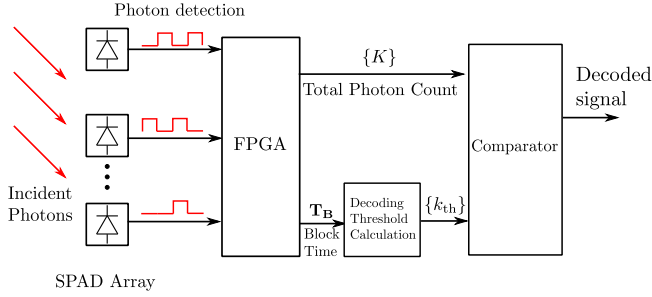 Photon detection
Incident
Photons
SPAD Array
FPGA
{K}
Total Photon Count
T_B
Block
Time
Decoding
Threshold
Calculation
{k_th}
Comparator
Decoded
signal